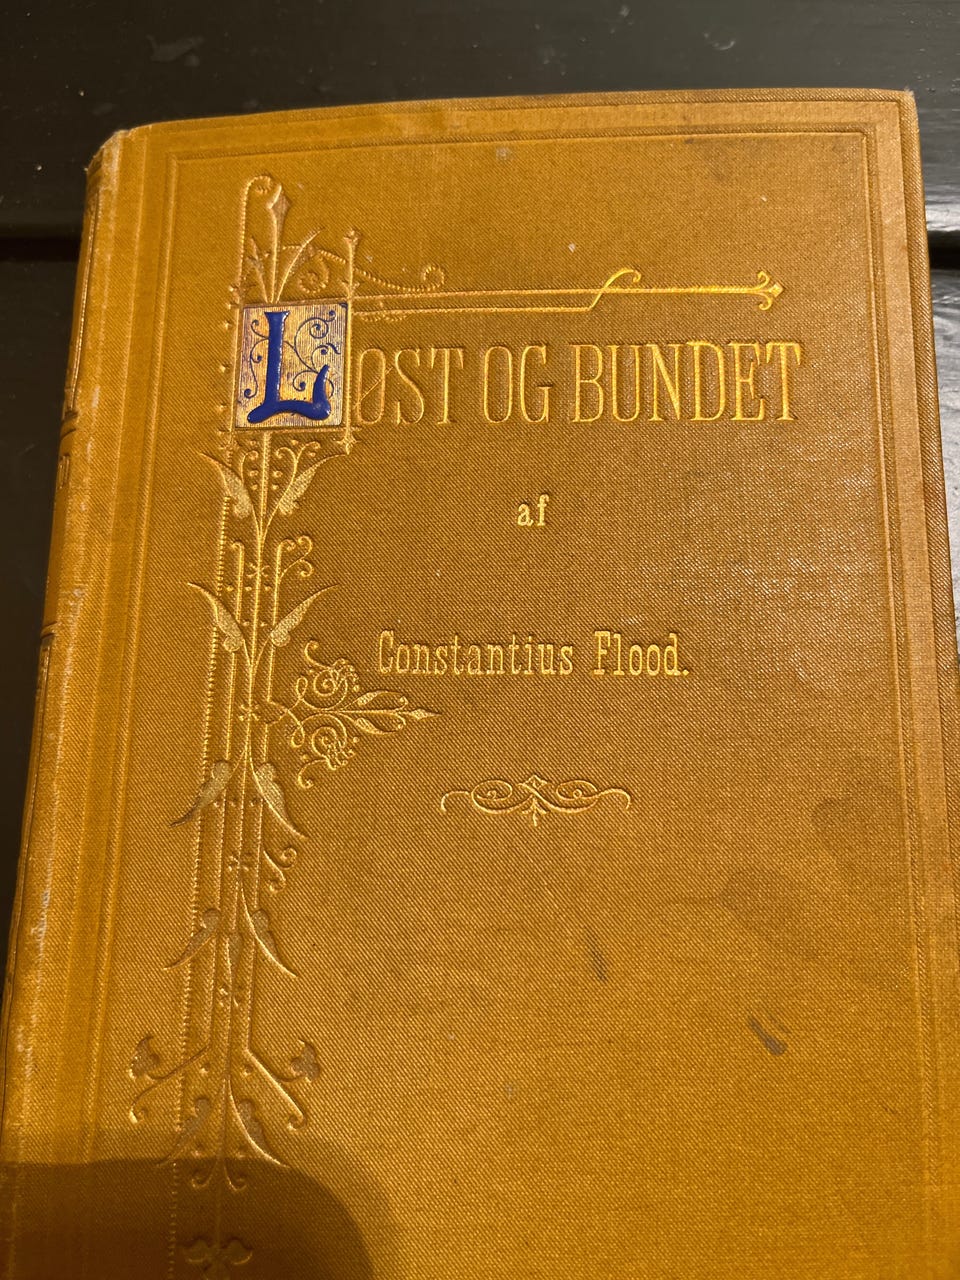 LØST OG BUNDET
af
Constantius Flood.